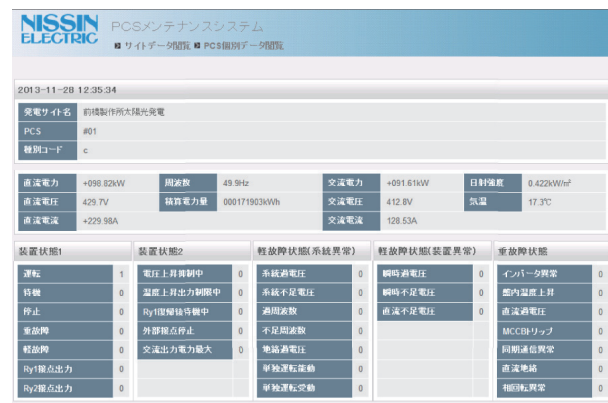 NISSIN
ELECTRIC
PCSメンテナンスシステム
サイトデータ閲覧 PCS個別データ閲覧
2013-11-28 12:35:34
発電サイト名 前橋製作所太陽光発電
PCS #01
種別コード c
直流電力 +098.82kW 周波数 49.9Hz 交流電力 +091.61kW 日射強度 0.422kW/㎡
直流電圧 429.7V 積算電力量 000171903kWh 交流電圧 412.8V 気温 17.3℃
直流電流 +229.98A 交流電流 128.53A
装置状態1 装置状態2 軽故障状態(系統異常) 軽故障状態(装置異常) 重故障状態
運転 1 電圧上昇抑制中 0 系統過電圧 0 瞬時過電圧 0 インバータ異常 0
待機 0 温度上昇出力制限中 0 系統不足電圧 0 瞬時不足電圧 0 盤内温度上昇 0
停止 0 Ry1復帰後待機中 0 過周波数 0 直流不足電圧 0 直流過電圧 0
重故障 0 外部接点停止 0 不足周波数 0 MCCBトリップ 0
軽故障 0 交流出力電力最大 0 地絡過電圧 0 同期通信異常 0
Ry1接点出力 0 単独運転能動 0 直流地絡 0
Ry2接点出力 0 単独運転受動 0 相回転異常 0